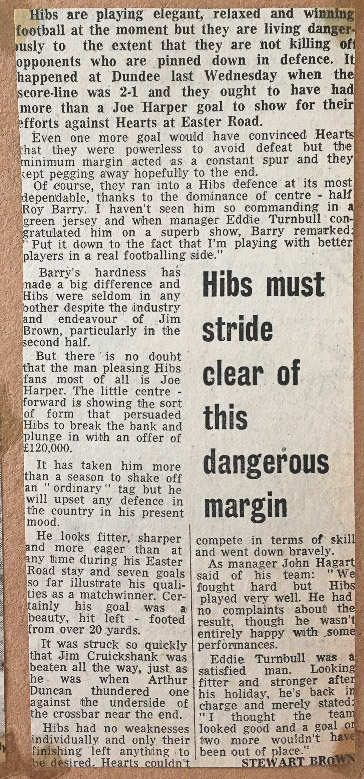 Hibs are playing elegant, relaxed and winning
football at the moment but they are living danger-
ously to the extent that they are not killing off
opponents who are pinned down in defence. It
happened at Dundee last Wednesday when the
score-line was 2-1 and they ought to have had
more than a Joe Harper goal to show for their
efforts against Hearts at Easter Road.
Even one more goal would have convinced Hearts
that they were powerless to avoid defeat but the
minimum margin acted as a constant spur and they
kept pegging away hopefully to the end.
Of course, they ran into a Hibs defence at its most
dependable, thanks to the dominance of centre - half
Roy Barry. I haven't seen him so commanding in a
green jersey and when manager Eddie Turnbull con-
gratulated him on a superb show, Barry remarked:
"Put it down to the fact that I'm playing with better
players in a real footballing side."
Barry's hardness has
made a big difference and
Hibs were seldom in any
bother despite the industry
and endeavour of Jim
Brown, particularly in the
second half.
But there is no doubt
that the man pleasing Hibs
fans most of all is Joe
Harper. The little centre -
forward is showing the sort
of form that persuaded
Hibs to break the bank and
plunge in with an offer of
£120,000.
It has taken him more
than a season to shake off
an "ordinary" tag but he
will upset any defence in
the country in his present
mood.
He looks fitter, sharper
and more eager than at
any time during his Easter
Road stay and seven goals
so far illustrate his quali-
ties as a matchwinner. Cer-
tainly his goal was a
beauty, hit left - footed
from over 20 yards.
It was struck so quickly
that Jim Cruickshank was
beaten all the way, just as
he was when Arthur
Duncan thundered one
against the underside of
the crossbar near the end.
Hibs had no weaknesses
individually and only their
finishing left anything to
be desired. Hearts couldn't
Hibs must
stride
clear of
this
dangerous
margin
compete in terms of skill
and went down bravely.
As manager John Hagart
said of his team: "We
fought hard but Hibs
played very well. He had
no complaints about the
result, though he wasn't
entirely happy with some
performances.
Eddie Turnbull was a
satisfied man. Looking
fitter and stronger after
his holiday, he's back in
charge and merely stated:
"I thought the team
looked good and a goal or
two more wouldn't have
been out of place."
STEWART BROWN